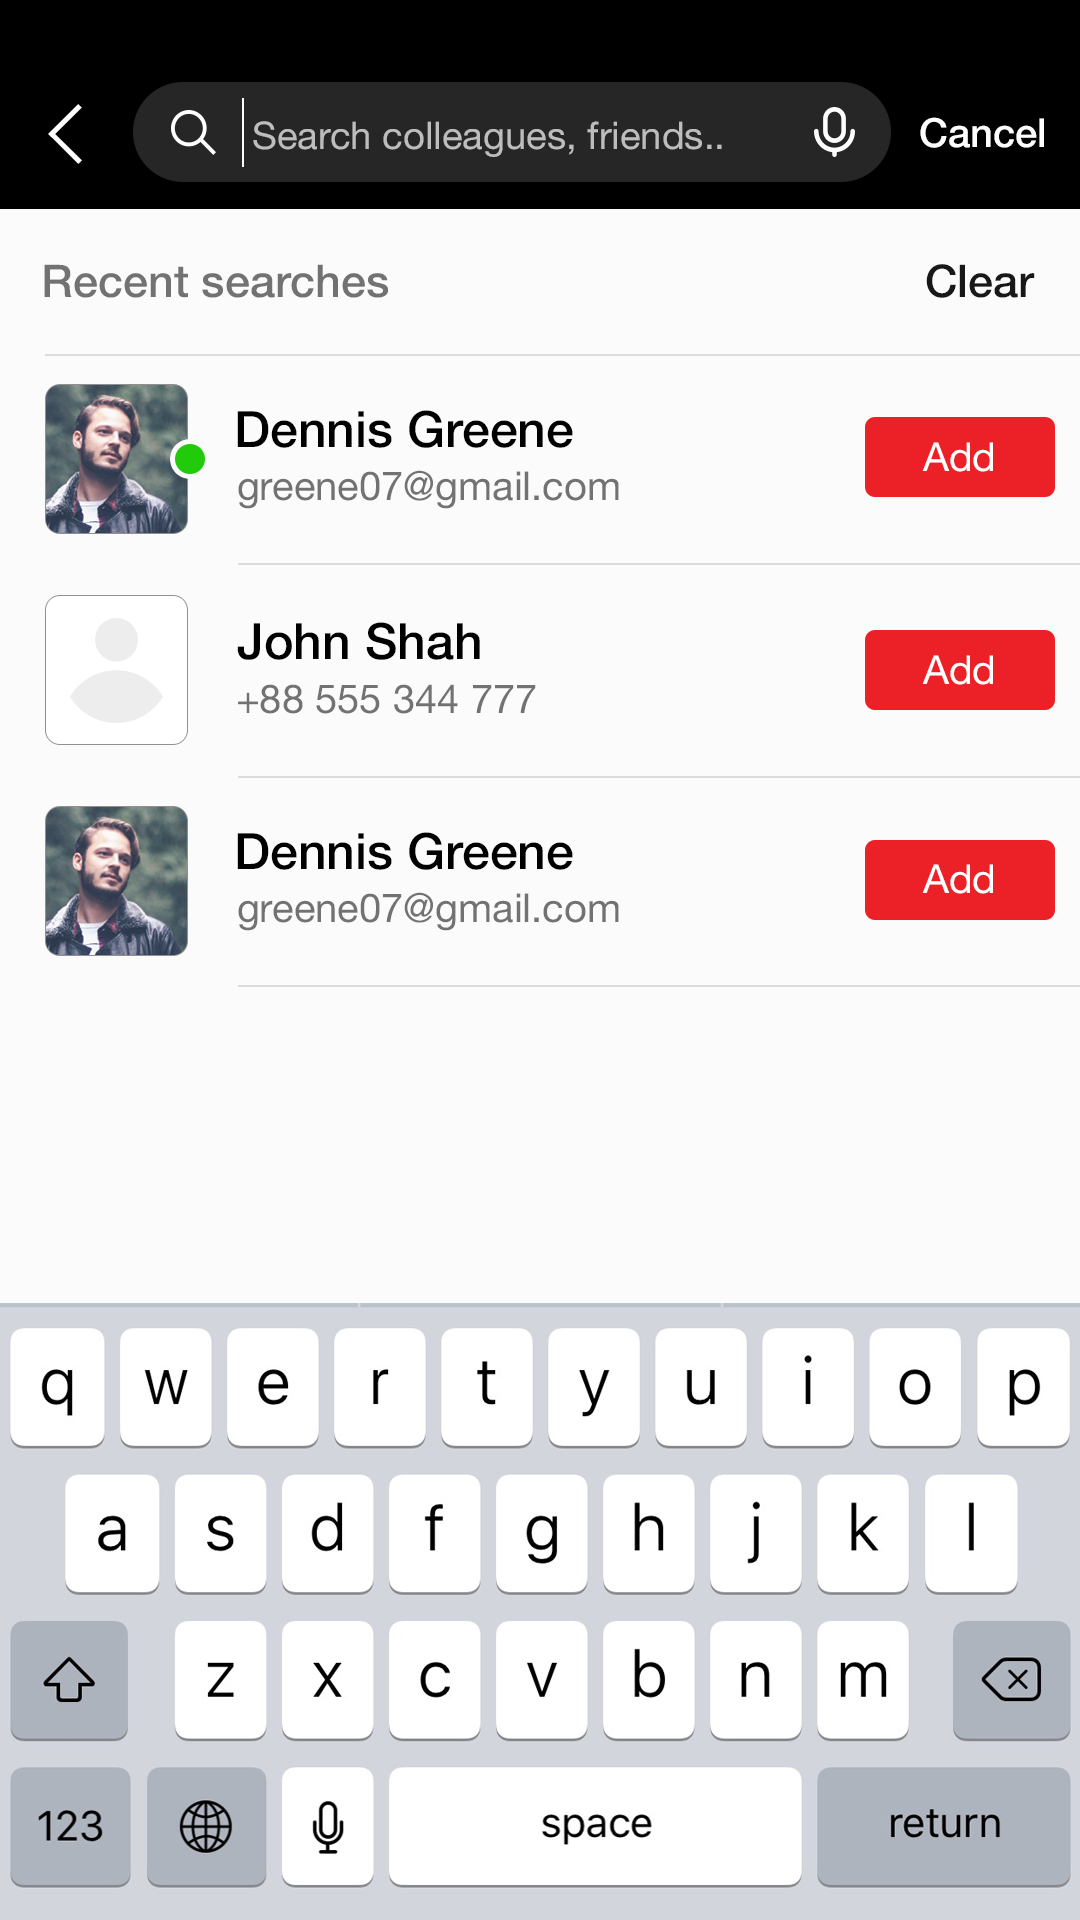 Search colleagues, friends..
Cancel
Recent searches
Clear
Dennis Greene
greene07@gmail.com
Add
John Shah
+88 555 344 777
Add
Dennis Greene
greene07@gmail.com
Add
q w e r t y u i o p
a s d f g h j k l
z x c v b n m
123 space return